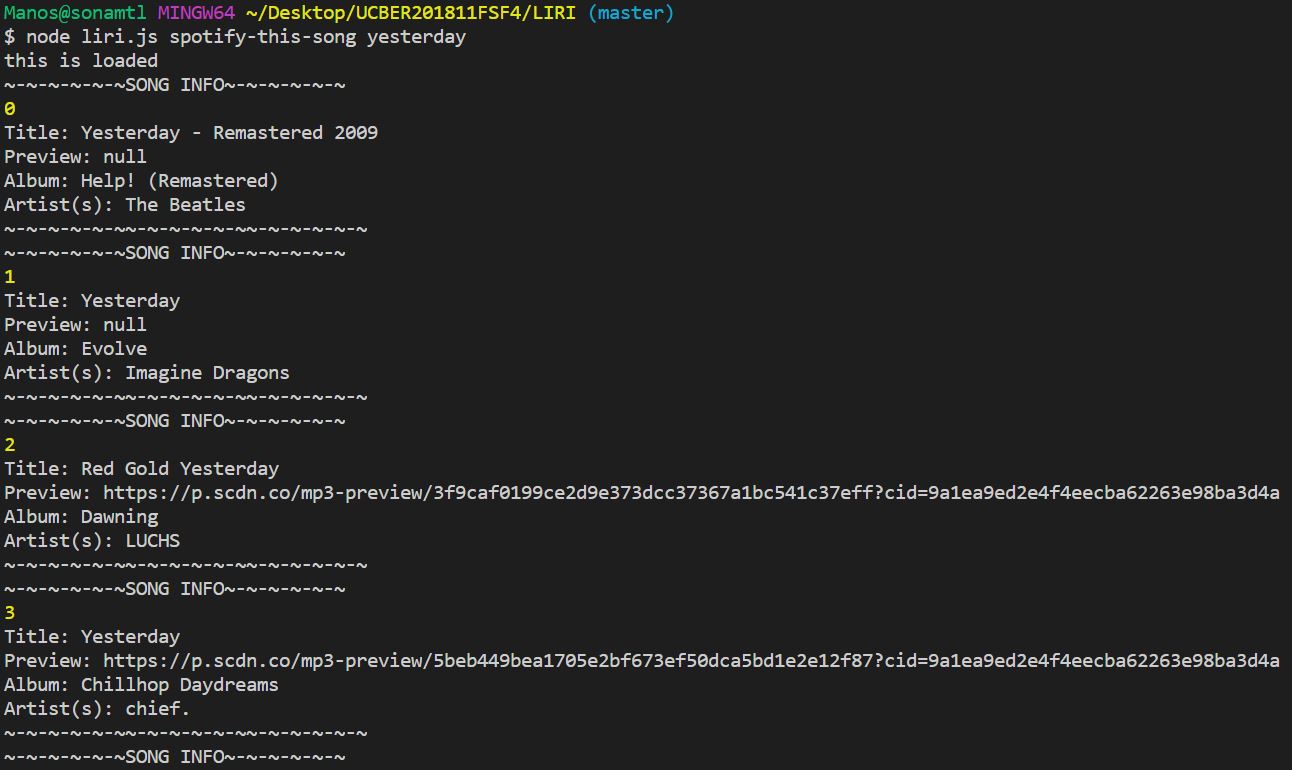 Manos@sonamtl MINGW64 ~/Desktop/UCBER201811FSF4/LIRI (master)
$ node liri.js spotify-this-song yesterday
this is loaded
~-~-~-~-~-~SONG INFO~-~-~-~-~-~
0
Title: Yesterday - Remastered 2009
Preview: null
Album: Help! (Remastered)
Artist(s): The Beatles
~-~-~-~-~-~~-~-~-~-~-~~-~-~-~-~-~
~-~-~-~-~-~SONG INFO~-~-~-~-~-~
1
Title: Yesterday
Preview: null
Album: Evolve
Artist(s): Imagine Dragons
~-~-~-~-~-~~-~-~-~-~-~~-~-~-~-~-~
~-~-~-~-~-~SONG INFO~-~-~-~-~-~
2
Title: Red Gold Yesterday
Preview: https://p.scdn.co/mp3-preview/3f9caf0199ce2d9e373dcc37367a1bc541c37eff?cid=9a1ea9ed2e4f4eecba62263e98ba3d4a
Album: Dawning
Artist(s): LUCHS
~-~-~-~-~-~~-~-~-~-~-~~-~-~-~-~-~
~-~-~-~-~-~SONG INFO~-~-~-~-~-~
3
Title: Yesterday
Preview: https://p.scdn.co/mp3-preview/5beb449bea1705e2bf673ef50dca5bd1e2e12f87?cid=9a1ea9ed2e4f4eecba62263e98ba3d4a
Album: Chillhop Daydreams
Artist(s): chief.
~-~-~-~-~-~~-~-~-~-~-~~-~-~-~-~-~
~-~-~-~-~-~SONG INFO~-~-~-~-~-~